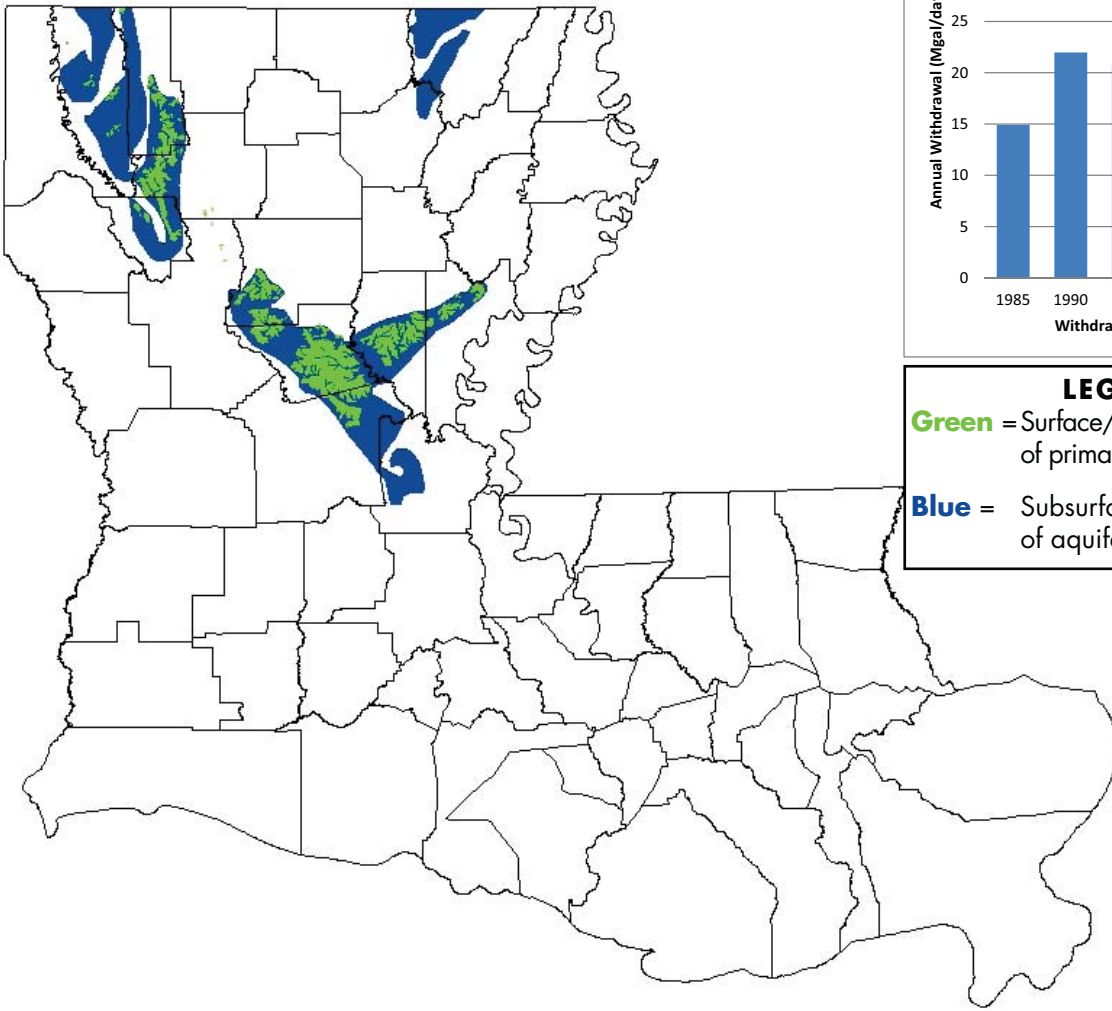 Annual Withdrawal (Mgal/da
25
20
15
10
5
0
1985 1990
Withdra
LEG
Green = Surface/
of prima
Blue = Subsurfa
of aquif